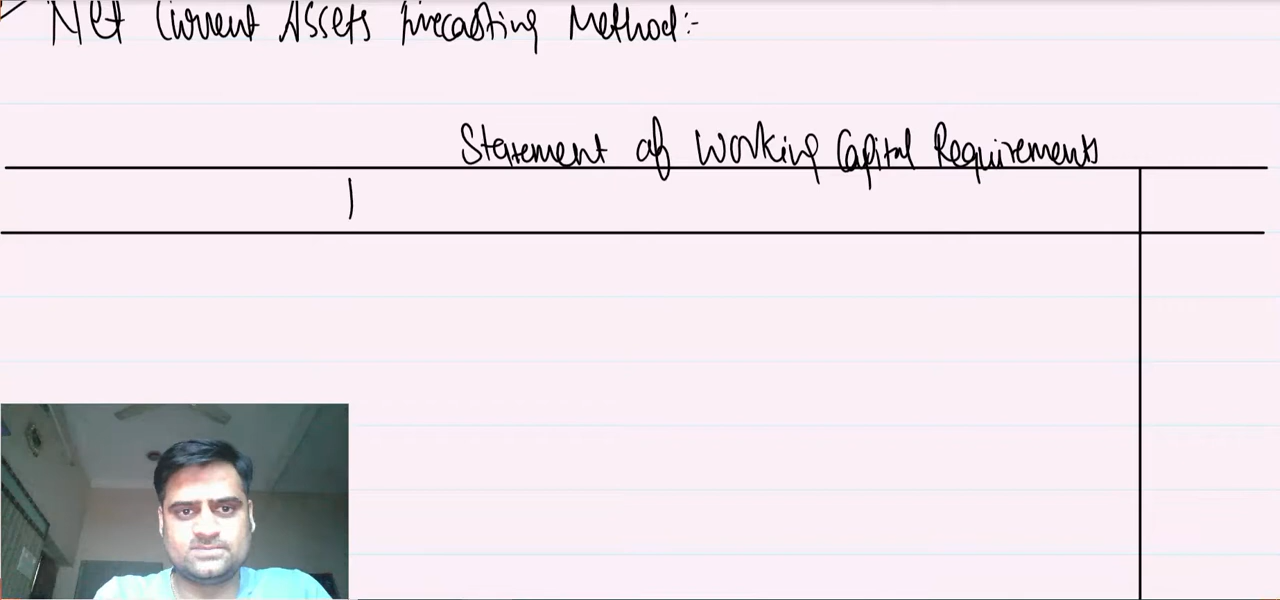 Net Current Assets forecasting Method:-
Statement of Working Capital Requirements